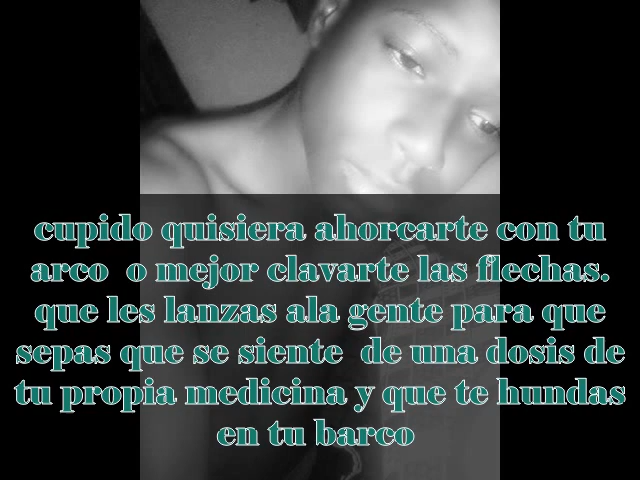 cupido quisiera ahorcarte con tu
arco o mejor clavarte las flechas.
que les lanzas ala gente para que
sepas que se siente de una dosis de
tu propia medicina y que te hundas
en tu barco